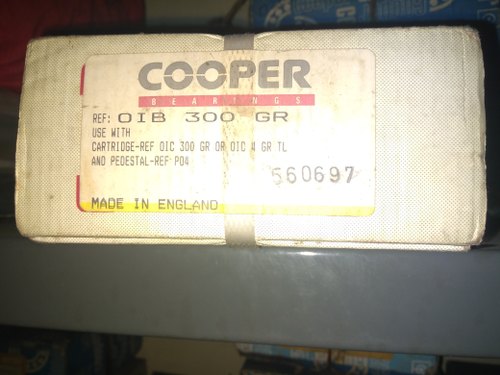 COOPER
BEARINGS
REF: 01B 300 GR
USE WITH
CARTRIDGE-REF 01C 300 GR OR 01C 4 GR TL
AND PEDESTAL-REF P04
560697
MADE IN ENGLAND